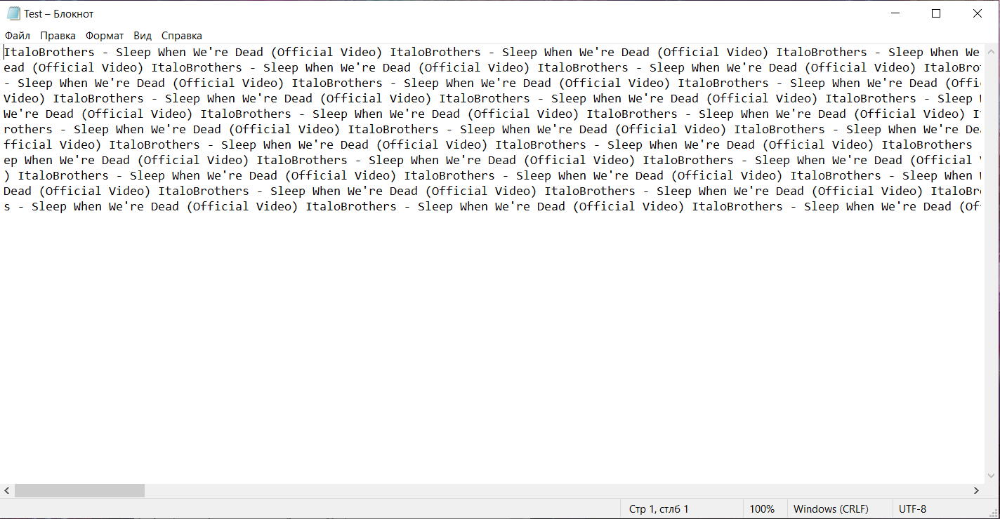 Test – Блокнот
Файл Правка Формат Вид Справка
ItaloBrothers - Sleep When We're Dead (Official Video) ItaloBrothers - Sleep When We're Dead (Official Video) ItaloBrothers - Sleep When We
ead (Official Video) ItaloBrothers - Sleep When We're Dead (Official Video) ItaloBrothers - Sleep When We're Dead (Official Video) ItaloBro
- Sleep When We're Dead (Official Video) ItaloBrothers - Sleep When We're Dead (Official Video) ItaloBrothers - Sleep When We're Dead (Offi
Video) ItaloBrothers - Sleep When We're Dead (Official Video) ItaloBrothers - Sleep When We're Dead (Official Video) ItaloBrothers - Sleep
We're Dead (Official Video) ItaloBrothers - Sleep When We're Dead (Official Video) ItaloBrothers - Sleep When We're Dead (Official Video) I
rothers - Sleep When We're Dead (Official Video) ItaloBrothers - Sleep When We're Dead (Official Video) ItaloBrothers - Sleep When We're De
fficial Video) ItaloBrothers - Sleep When We're Dead (Official Video) ItaloBrothers - Sleep When We're Dead (Official Video) ItaloBrothers
ep When We're Dead (Official Video) ItaloBrothers - Sleep When We're Dead (Official Video) ItaloBrothers - Sleep When We're Dead (Official
) ItaloBrothers - Sleep When We're Dead (Official Video) ItaloBrothers - Sleep When We're Dead (Official Video) ItaloBrothers - Sleep When
Dead (Official Video) ItaloBrothers - Sleep When We're Dead (Official Video) ItaloBrothers - Sleep When We're Dead (Official Video) ItaloBr
s - Sleep When We're Dead (Official Video) ItaloBrothers - Sleep When We're Dead (Official Video) ItaloBrothers - Sleep When We're Dead (Of
Стр 1, стлб 1 100% Windows (CRLF) UTF-8